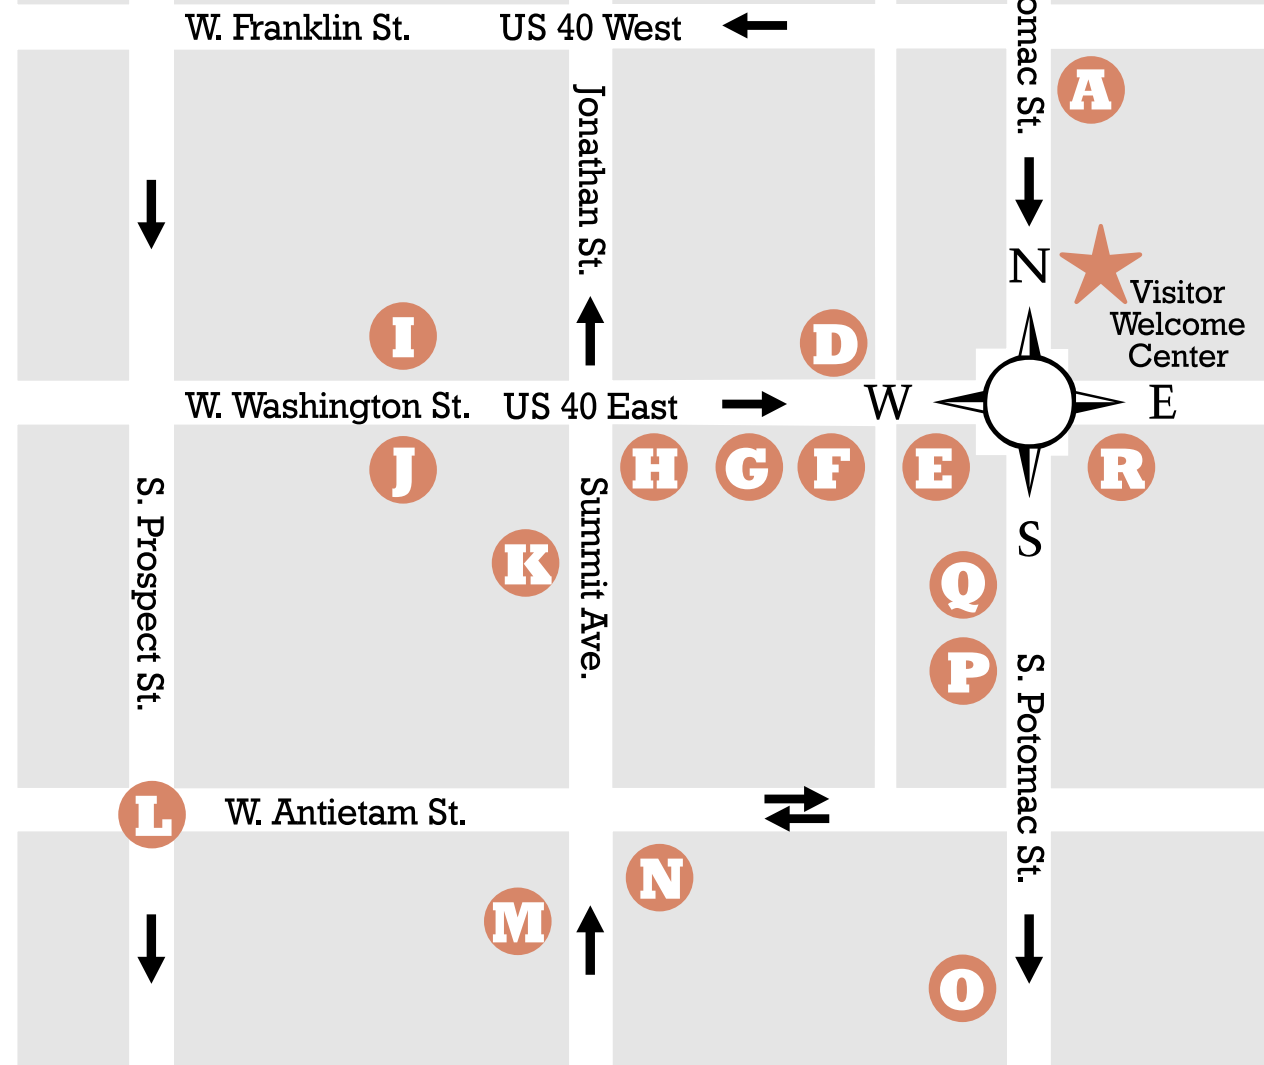 W. Franklin St.
US 40 West
omac St.
A
Jonathan St.
N
Visitor
Welcome
Center
I
D
W. Washington St.
US 40 East
W
E
J
H
G
F
E
R
S. Prospect St.
Summit Ave.
S
K
Q
P
S. Potomac St.
L
W. Antietam St.
N
M
O